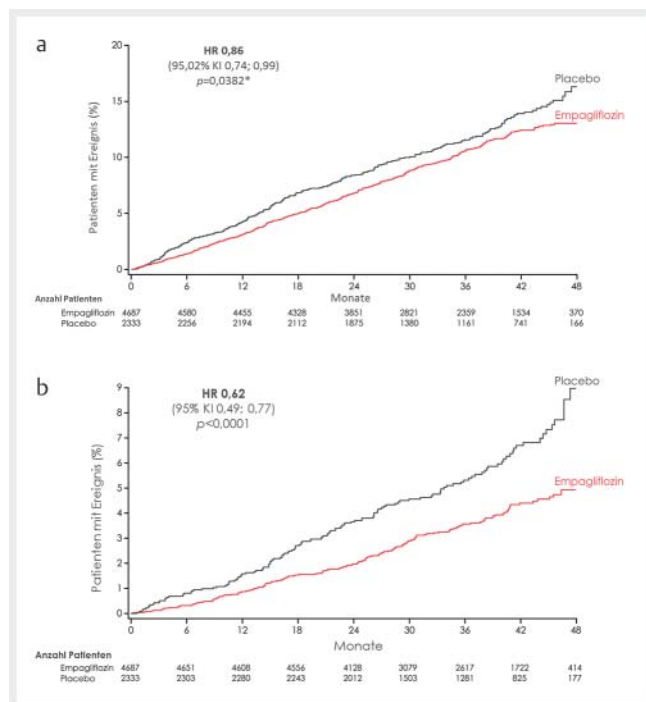 a
20
15
10
5
0
Patienten mit Ereignis (%)
HR 0,86
(95,02% KI 0,74; 0,99)
p=0,0382*
Placebo
Empagliflozin
0 6 12 18 24 30 36 42 48
Monate
Anzahl Patienten
Empagliflozin 4687 4580 4455 4328 3851 2821 2359 1534 370
Placebo 2333 2256 2194 2112 1875 1380 1161 741 166
b
9
8
7
6
5
4
3
2
1
0
Patienten mit Ereignis (%)
HR 0,62
(95% KI 0,49; 0,77)
p<0,0001
Placebo
Empagliflozin
0 6 12 18 24 30 36 42 48
Monate
Anzahl Patienten
Empagliflozin 4687 4651 4608 4556 4128 3079 2617 1722 414
Placebo 2333 2303 2280 2243 2012 1503 1281 825 177